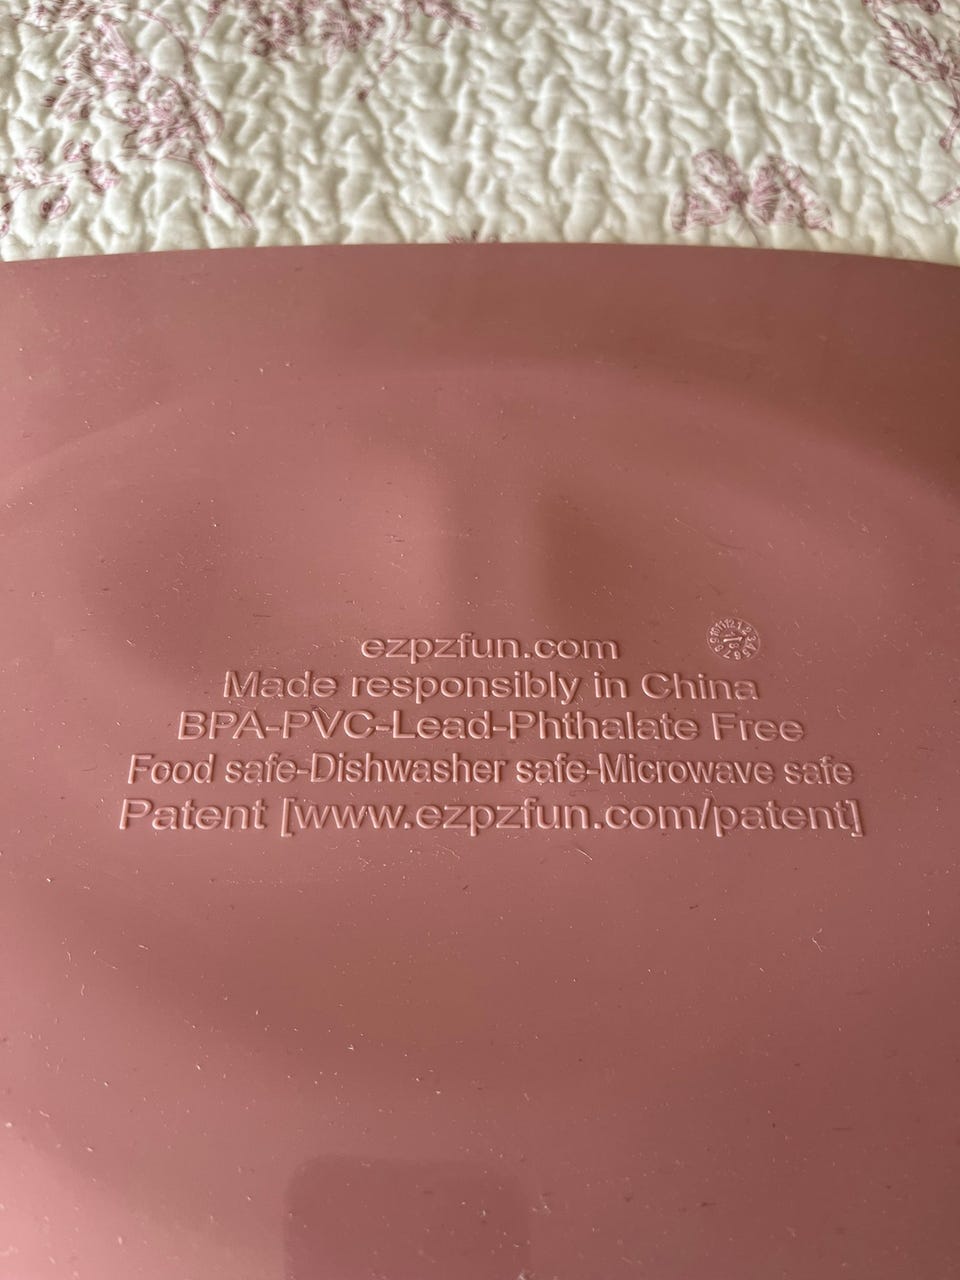 ezpzfun.com
Made responsibly in China
BPA-PVC-Lead-Phthalate Free
Food safe-Dishwasher safe-Microwave safe
Patent [www.ezpzfun.com/patent]